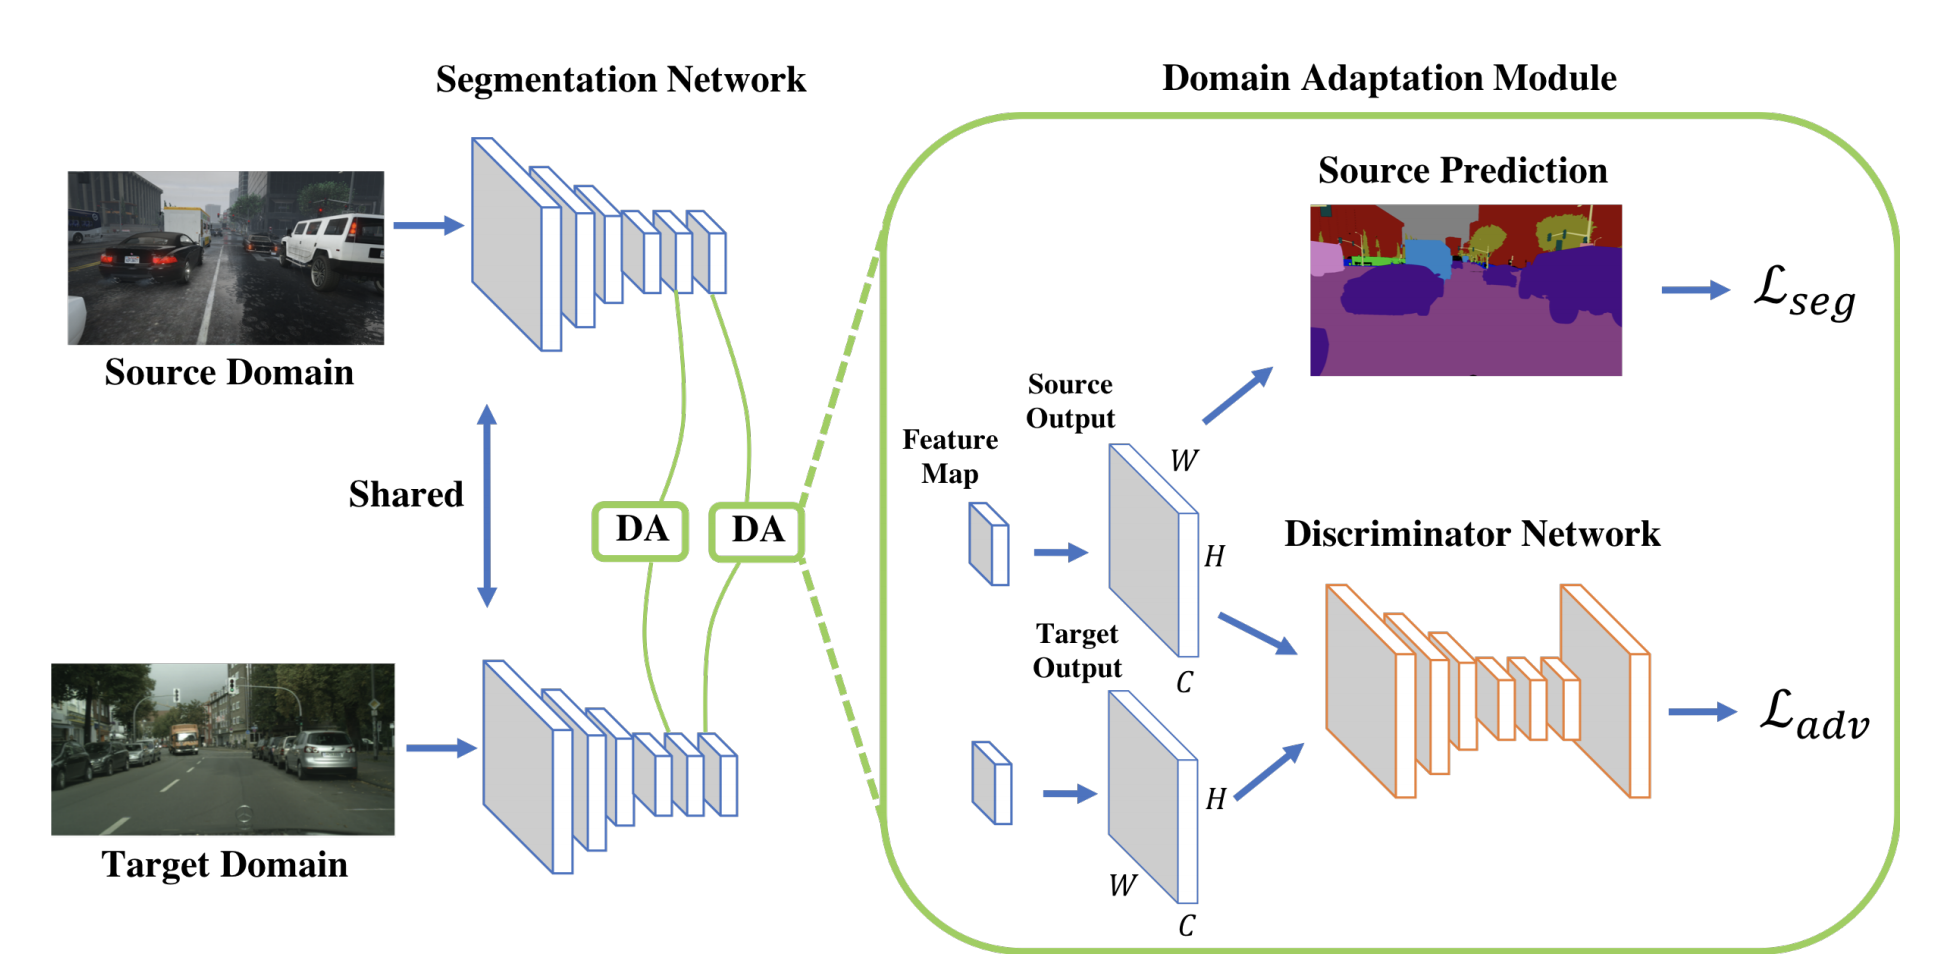 Segmentation Network
Domain Adaptation Module
Source Domain
Shared
Target Domain
DA
DA
Source Prediction
ℒseg
Source
Output
Feature
Map
W
H
C
Target
Output
W
H
C
Discriminator Network
ℒadv